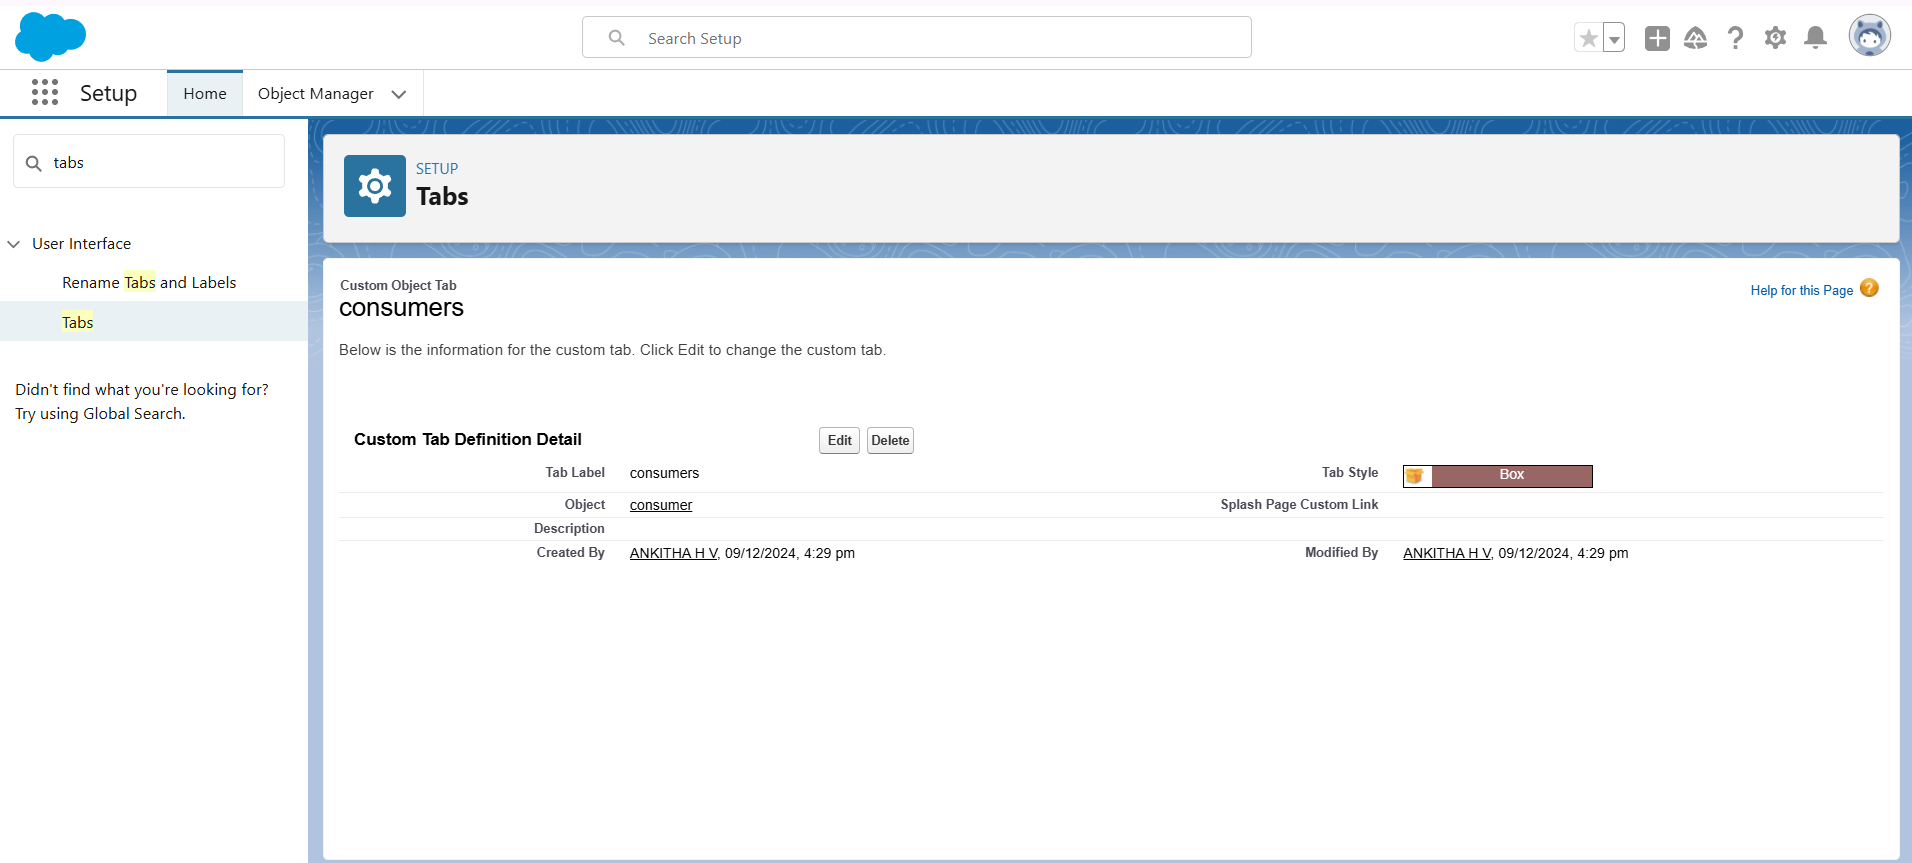 Search Setup
Setup
Home
Object Manager
tabs
User Interface
Rename Tabs and Labels
Tabs
Didn't find what you're looking for?
Try using Global Search.
SETUP
Tabs
Custom Object Tab
consumers
Help for this Page ?
Below is the information for the custom tab. Click Edit to change the custom tab.
Custom Tab Definition Detail
Edit
Delete
Tab Label consumers
Tab Style Box
Object consumer
Splash Page Custom Link
Description
Created By ANKITHA H V, 09/12/2024, 4:29 pm
Modified By ANKITHA H V, 09/12/2024, 4:29 pm